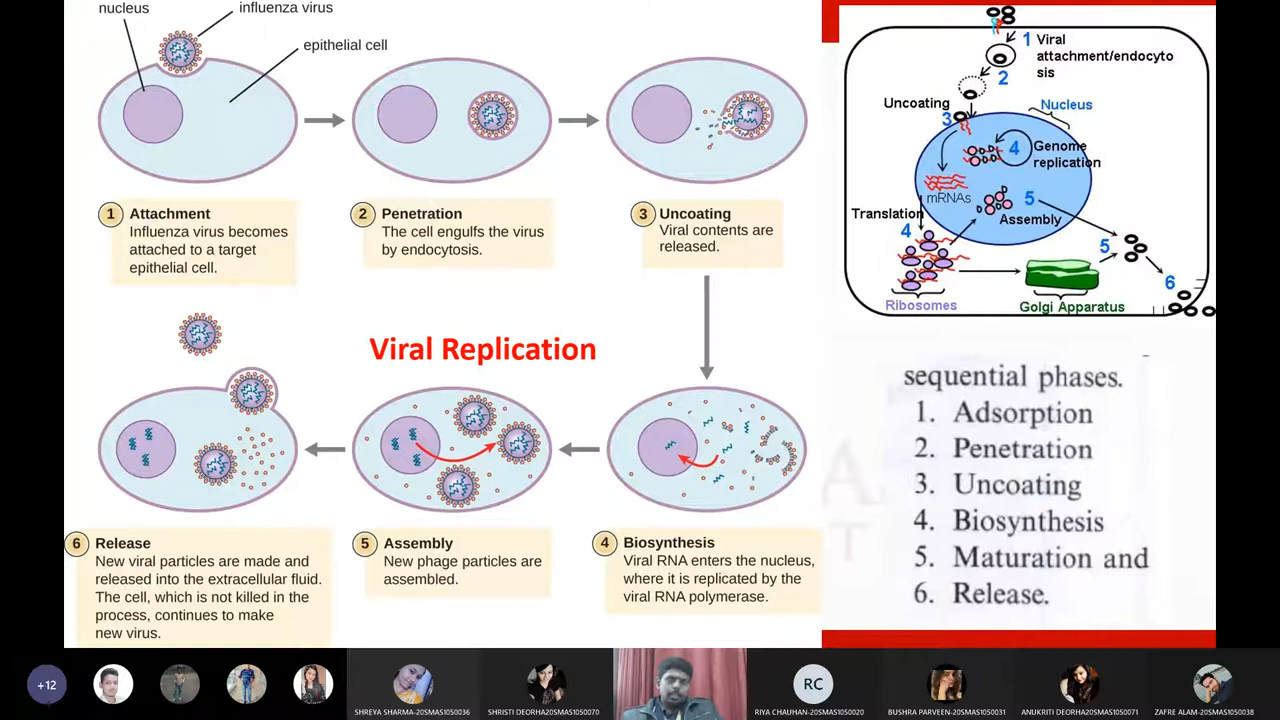 nucleus
influenza virus
epithelial cell
1 Attachment
Influenza virus becomes
attached to a target
epithelial cell.
2 Penetration
The cell engulfs the virus
by endocytosis.
3 Uncoating
Viral contents are
released.
Viral Replication
6 Release
New viral particles are made and
released into the extracellular fluid.
The cell, which is not killed in the
process, continues to make
new virus.
5 Assembly
New phage particles are
assembled.
4 Biosynthesis
Viral RNA enters the nucleus,
where it is replicated by the
viral RNA polymerase.
1 Viral
attachment/endocyto
sis
2
Uncoating
3
Nucleus
4 Genome
replication
mRNAs
5
Assembly
Translation
4
5
6
Ribosomes
Golgi Apparatus
sequential phases.
1. Adsorption
2. Penetration
3. Uncoating
4. Biosynthesis
5. Maturation and
6. Release.
A
T
+12
SHREYA SHARMA-20SMAS1050036
SHRISTI DEORHA20SMAS1050070
RC
RIYA CHAUHAN-20SMAS1050020
BUSHRA PARVEEN-20SMAS1050031
ANUKRITI DEORHA20SMAS1050071
ZAFRE ALAM-20SMAS1050038